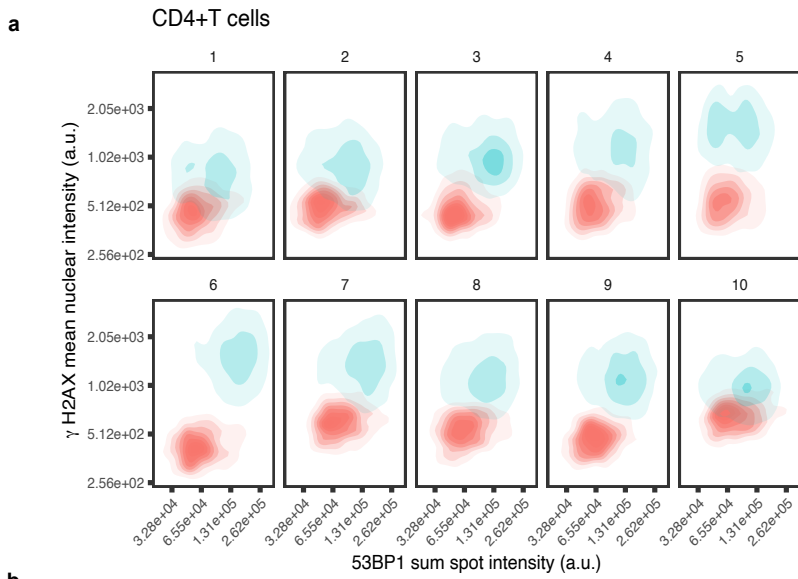 a
CD4+T cells
1 2 3 4 5
2.05e+03
1.02e+03
5.12e+02
2.56e+02
γ H2AX mean nuclear intensity (a.u.)
6 7 8 9 10
2.05e+03
1.02e+03
5.12e+02
2.56e+02
3.28e+04 6.55e+04 1.31e+05 2.62e+05 3.28e+04 6.55e+04 1.31e+05 2.62e+05 3.28e+04 6.55e+04 1.31e+05 2.62e+05 3.28e+04 6.55e+04 1.31e+05 2.62e+05 3.28e+04 6.55e+04 1.31e+05 2.62e+05
53BP1 sum spot intensity (a.u.)
b